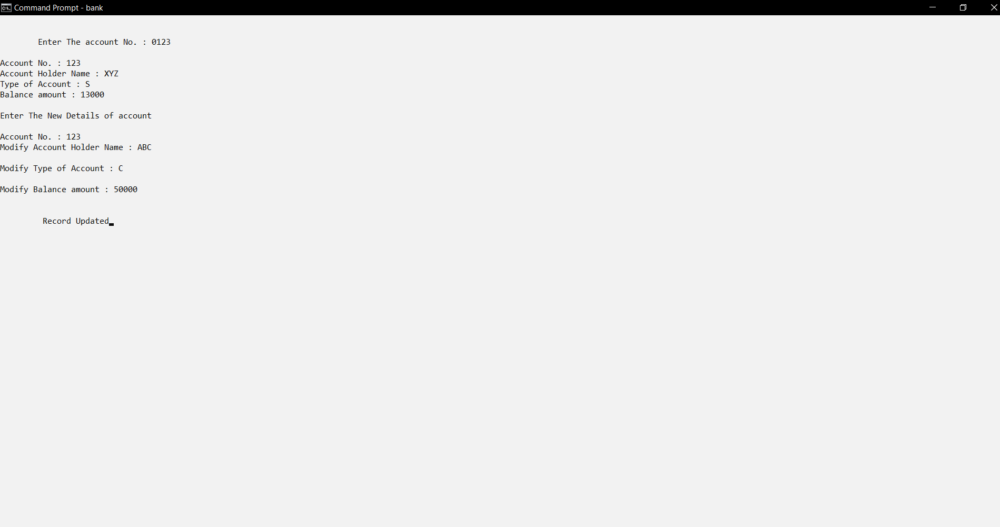 Command Prompt - bank
Enter The account No. : 0123
Account No. : 123
Account Holder Name : XYZ
Type of Account : S
Balance amount : 13000
Enter The New Details of account
Account No. : 123
Modify Account Holder Name : ABC
Modify Type of Account : C
Modify Balance amount : 50000
Record Updated